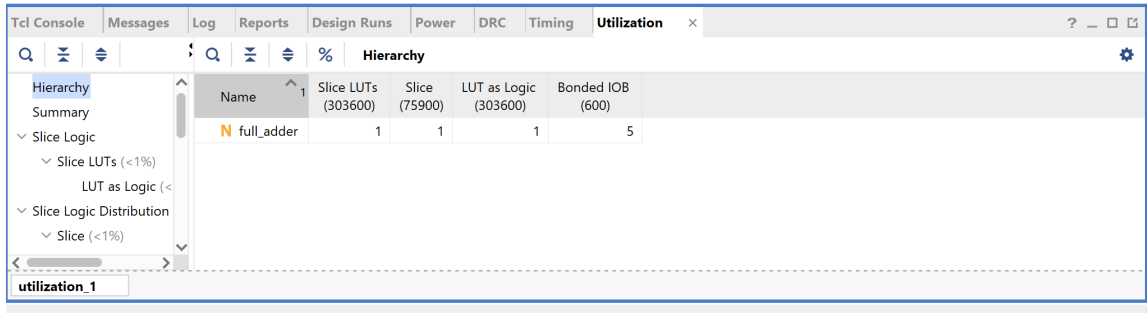 Tcl Console Messages Log Reports Design Runs Power DRC Timing Utilization × ?
% Hierarchy
Hierarchy
Summary
Slice Logic
Slice LUTs (<1%)
LUT as Logic (<
Slice Logic Distribution
Slice (<1%)
Name 1 Slice LUTs (303600) Slice (75900) LUT as Logic (303600) Bonded IOB (600)
N full_adder 1 1 1 5
utilization_1